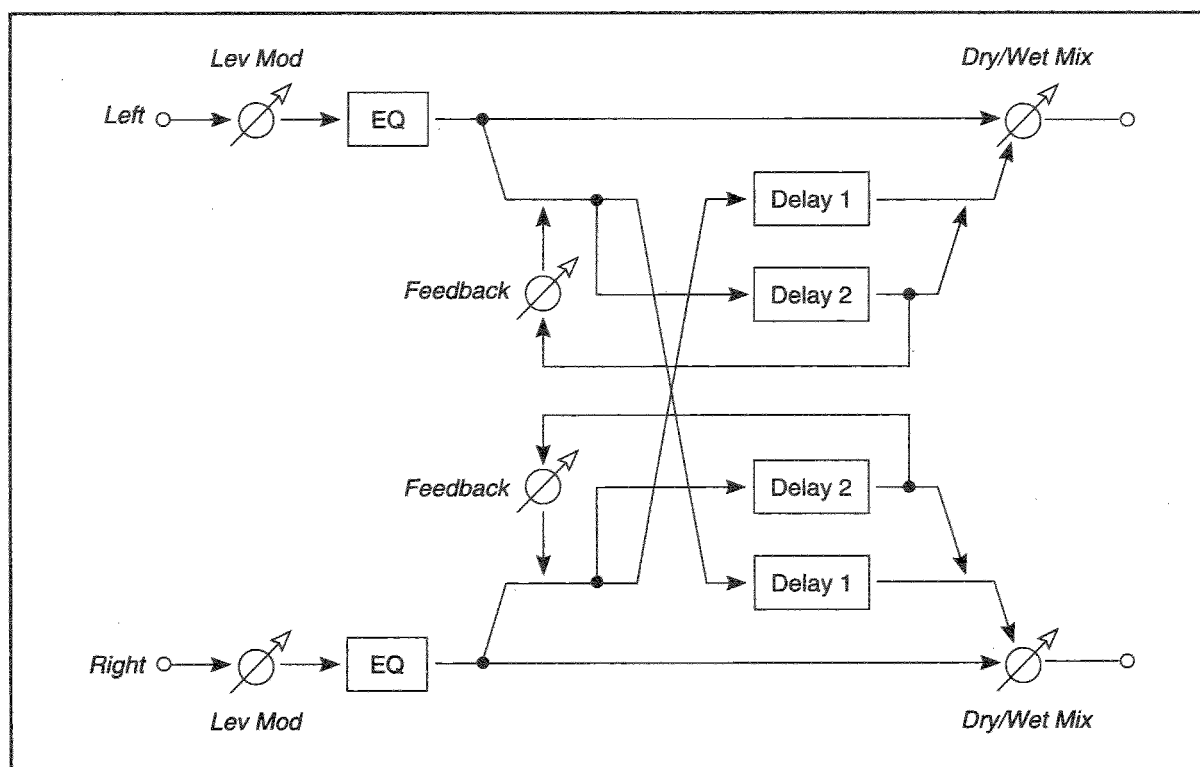 Lev Mod
Dry/Wet Mix
Left
EQ
Delay 1
Feedback
Delay 2
Feedback
Delay 2
Delay 1
Right
EQ
Lev Mod
Dry/Wet Mix